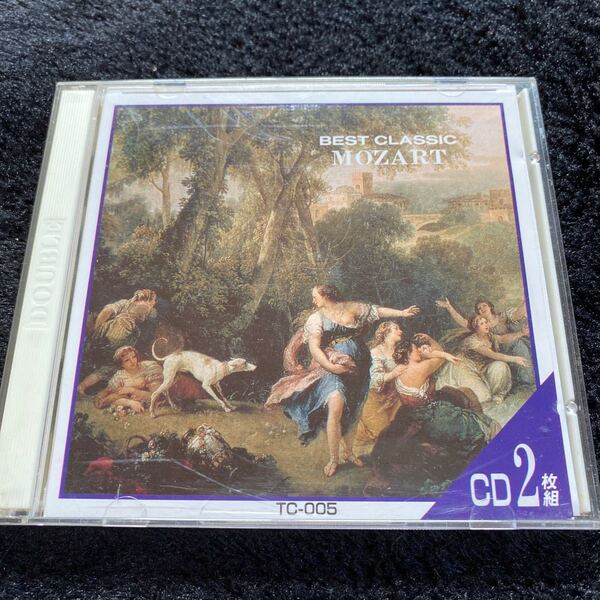 BEST CLASSIC
MOZART
DOUBLE
CD2枚組
TC-005